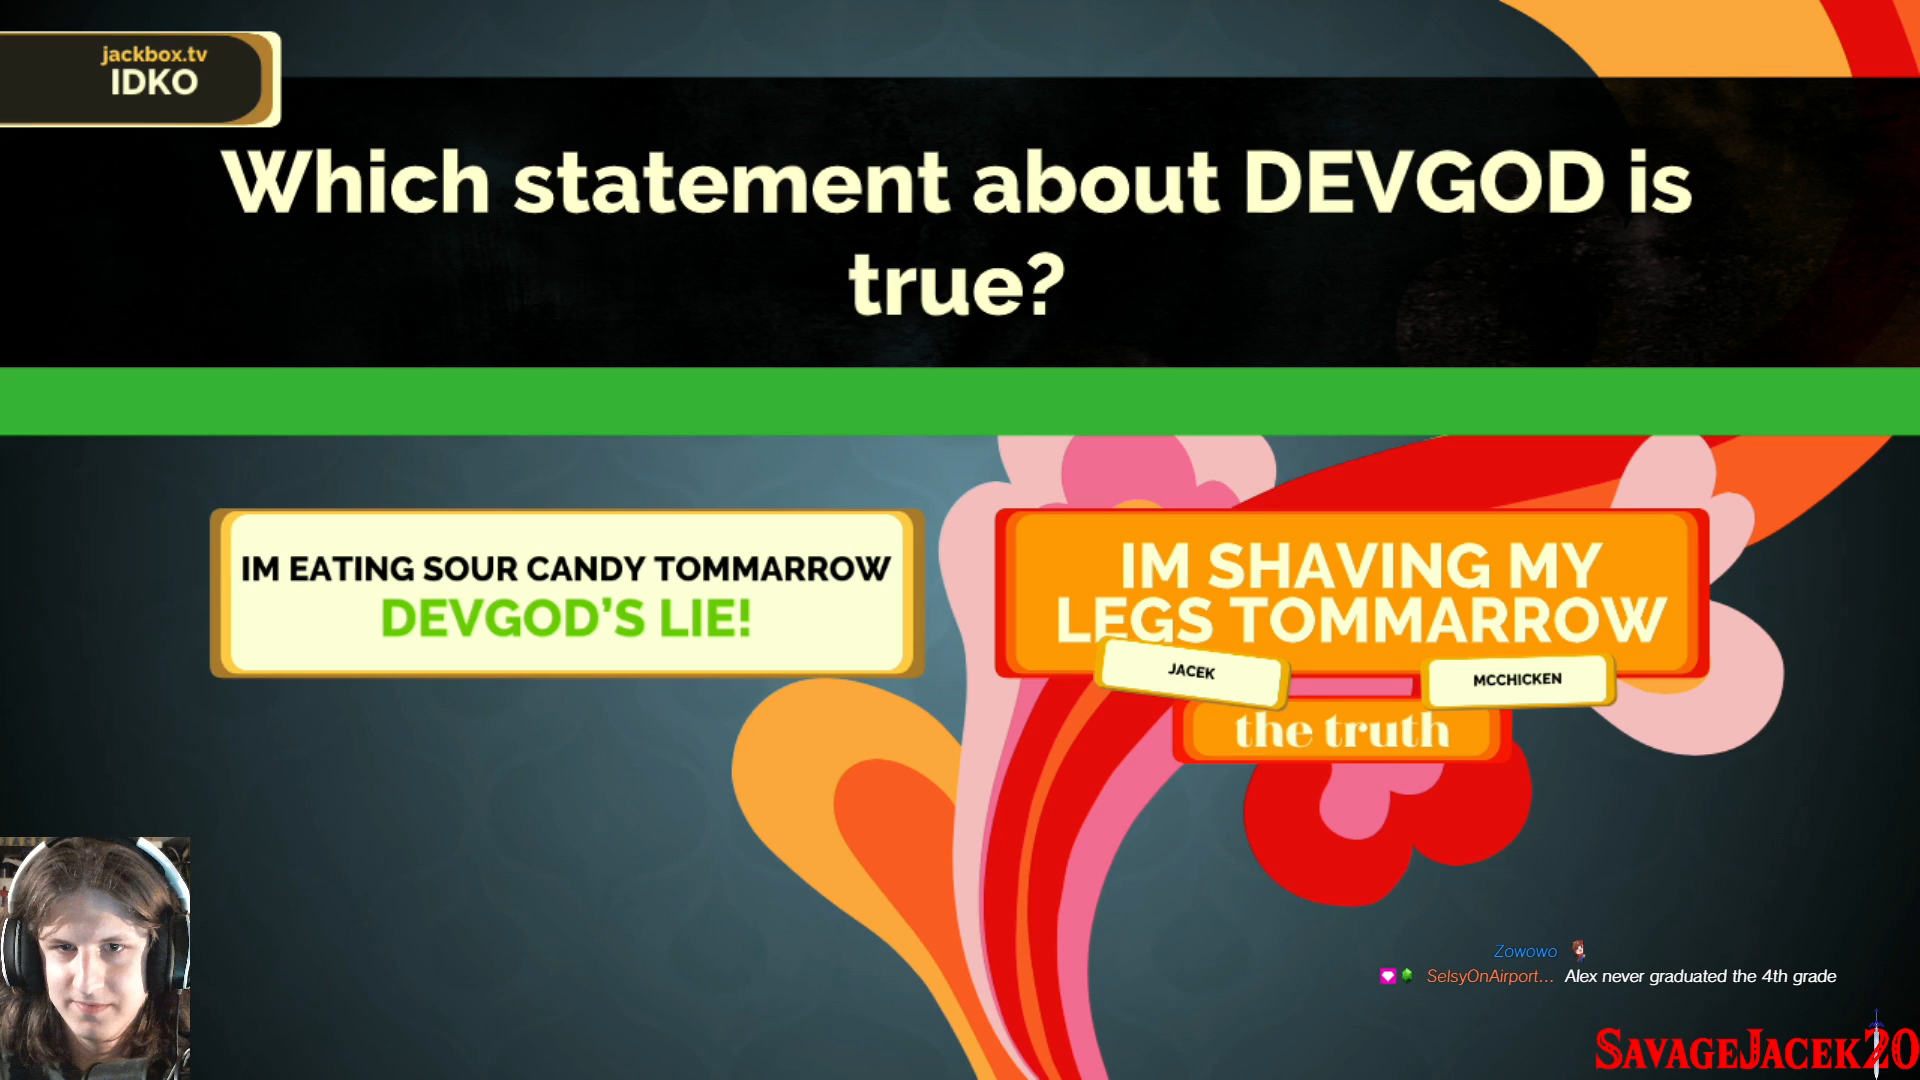 jackbox.tv
IDKO
Which statement about DEVGOD is
true?
IM EATING SOUR CANDY TOMMARROW
DEVGOD'S LIE!
IM SHAVING MY
LEGS TOMMARROW
JACEK
MCCHICKEN
the truth
Zowowo
SelsyOnAirport... Alex never graduated the 4th grade
SAVAGEJACEK20